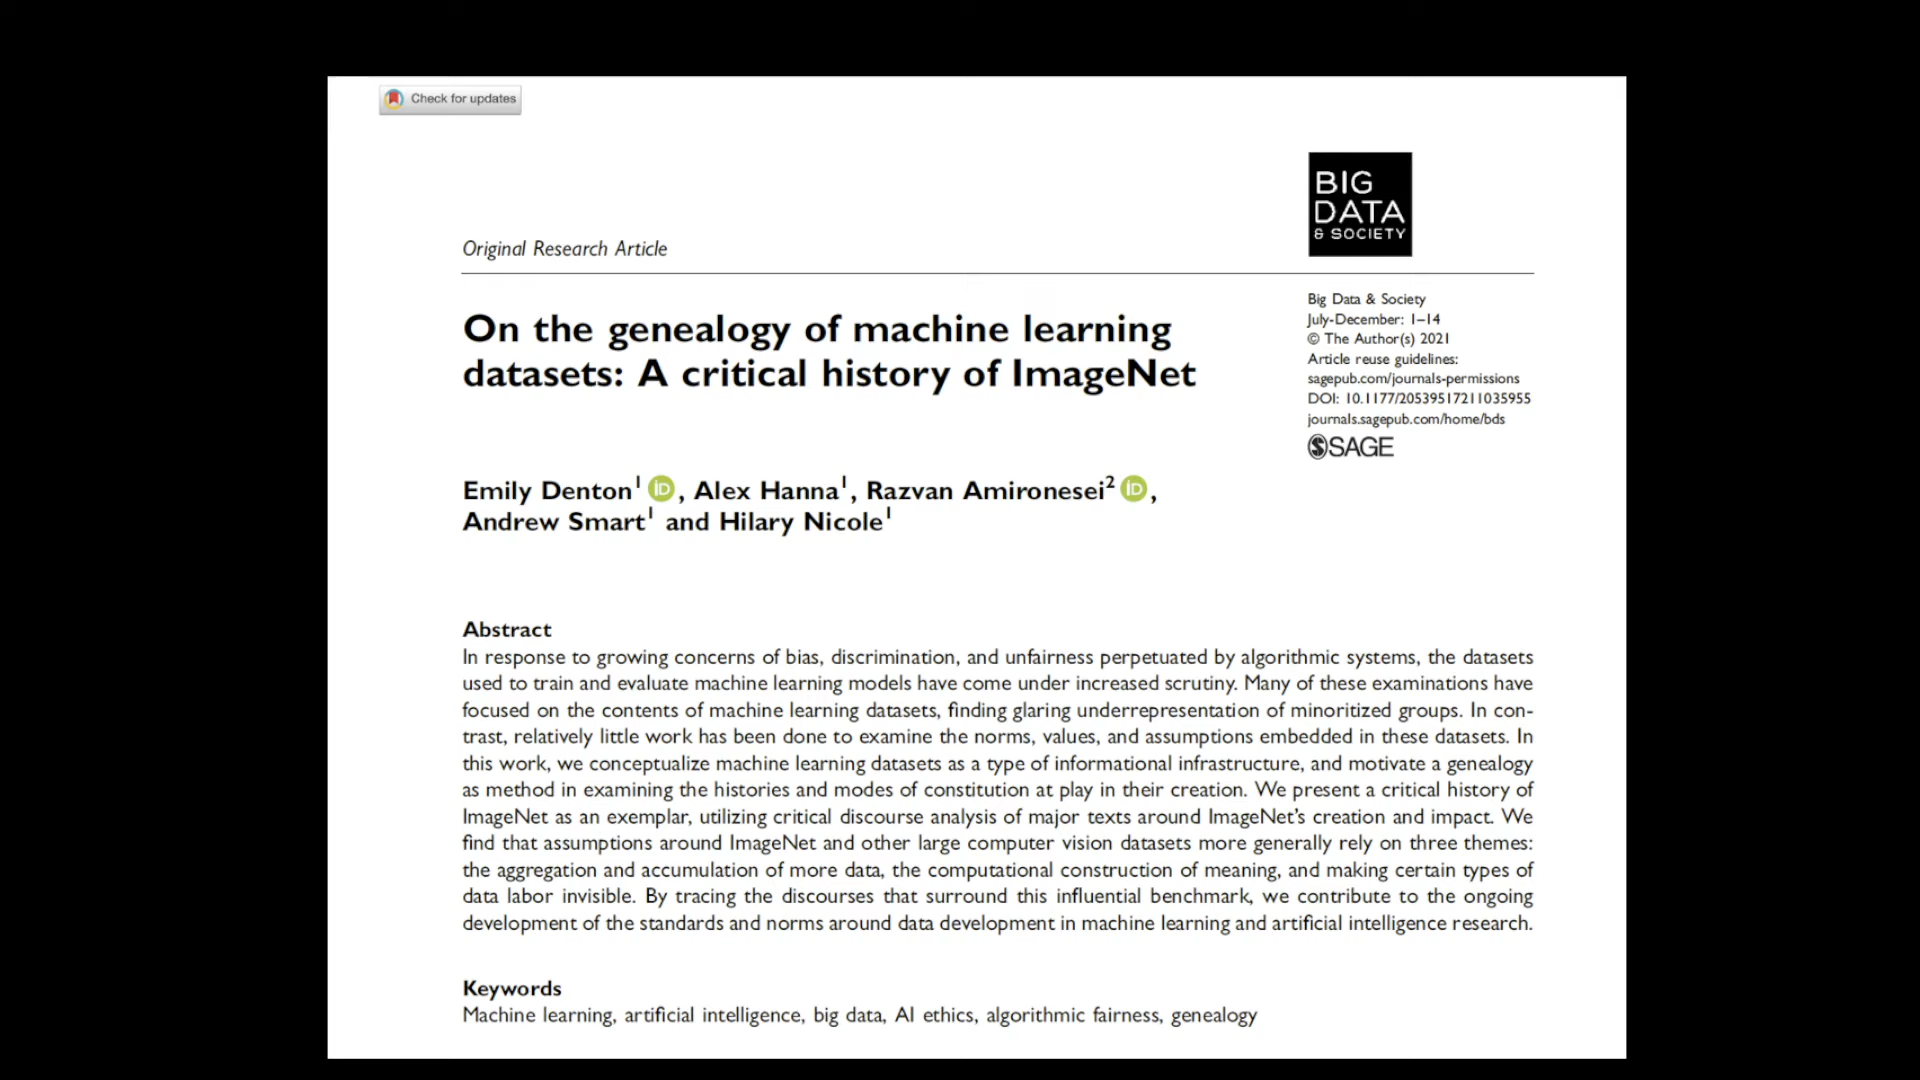 Check for updates
BIG
DATA
& SOCIETY
Original Research Article
On the genealogy of machine learning
datasets: A critical history of ImageNet
Big Data & Society
July-December: 1–14
© The Author(s) 2021
Article reuse guidelines:
sagepub.com/journals-permissions
DOI: 10.1177/20539517211035955
journals.sagepub.com/home/bds
SAGE
Emily Denton1 iD, Alex Hanna1, Razvan Amironesei2 iD,
Andrew Smart1 and Hilary Nicole1
Abstract
In response to growing concerns of bias, discrimination, and unfairness perpetuated by algorithmic systems, the datasets
used to train and evaluate machine learning models have come under increased scrutiny. Many of these examinations have
focused on the contents of machine learning datasets, finding glaring underrepresentation of minoritized groups. In con-
trast, relatively little work has been done to examine the norms, values, and assumptions embedded in these datasets. In
this work, we conceptualize machine learning datasets as a type of informational infrastructure, and motivate a genealogy
as method in examining the histories and modes of constitution at play in their creation. We present a critical history of
ImageNet as an exemplar, utilizing critical discourse analysis of major texts around ImageNet's creation and impact. We
find that assumptions around ImageNet and other large computer vision datasets more generally rely on three themes:
the aggregation and accumulation of more data, the computational construction of meaning, and making certain types of
data labor invisible. By tracing the discourses that surround this influential benchmark, we contribute to the ongoing
development of the standards and norms around data development in machine learning and artificial intelligence research.
Keywords
Machine learning, artificial intelligence, big data, AI ethics, algorithmic fairness, genealogy